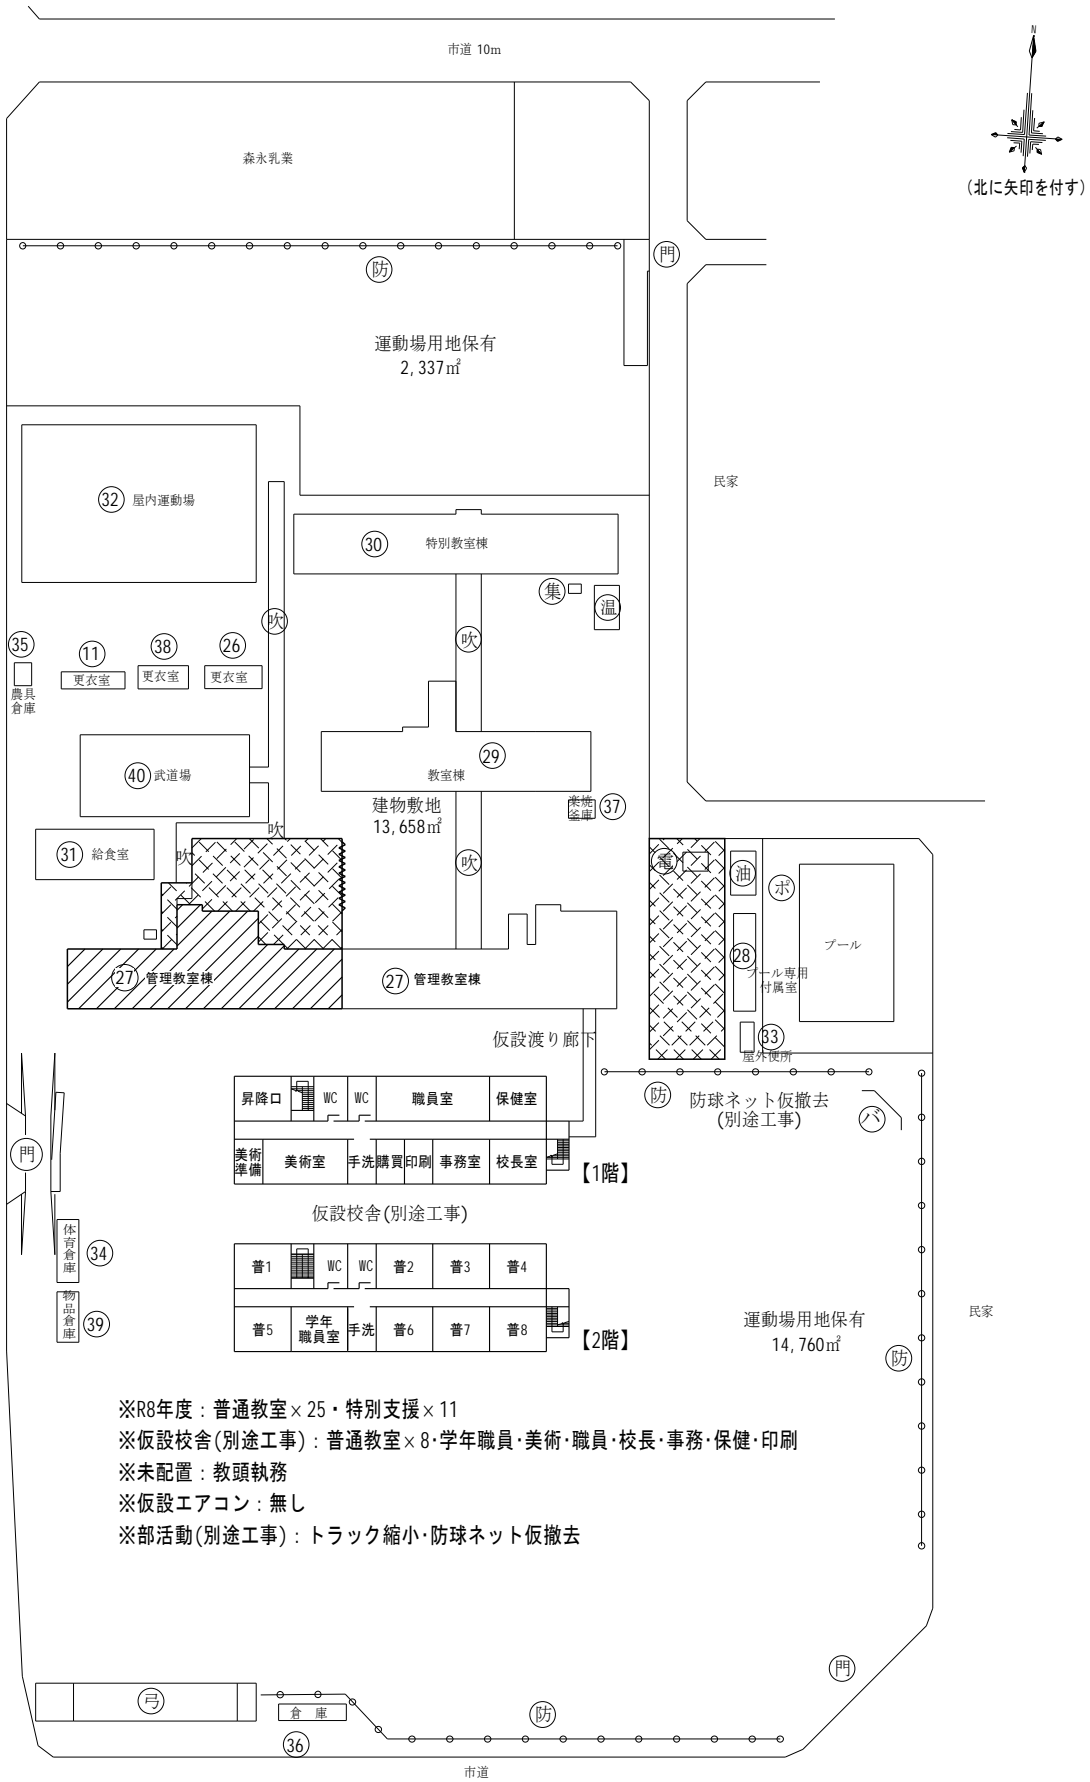 市道 10m
N
(北に矢印を付す)
森永乳業
門
防
運動場用地保有
2,337㎡
民家
32 屋内運動場
30 特別教室棟
集
温
吹
吹
35
11
38
26
更衣室
更衣室
更衣室
農具
倉庫
29
教室棟
40 武道場
建物敷地
13,658㎡
楽焼
釜庫
37
吹
31 給食室
吹
吹
電
油
ポ
プール
28
プール専用
付属室
27 管理教室棟
27 管理教室棟
33
屋外便所
仮設渡り廊下
防
防球ネット仮撤去
(別途工事)
バ
昇降口
WC
WC
職員室
保健室
門
美術
準備
美術室
手洗
購買
印刷
事務室
校長室
【1階】
仮設校舎(別途工事)
体育倉庫
34
普1
WC
WC
普2
普3
普4
物品倉庫
39
普5
学年
職員室
手洗
普6
普7
普8
【2階】
運動場用地保有
14,760㎡
民家
防
※R8年度：普通教室×25・特別支援×11
※仮設校舎(別途工事)：普通教室×8・学年職員・美術・職員・校長・事務・保健・印刷
※未配置：教頭執務
※仮設エアコン：無し
※部活動(別途工事)：トラック縮小・防球ネット仮撤去
門
弓
倉 庫
防
36
市道